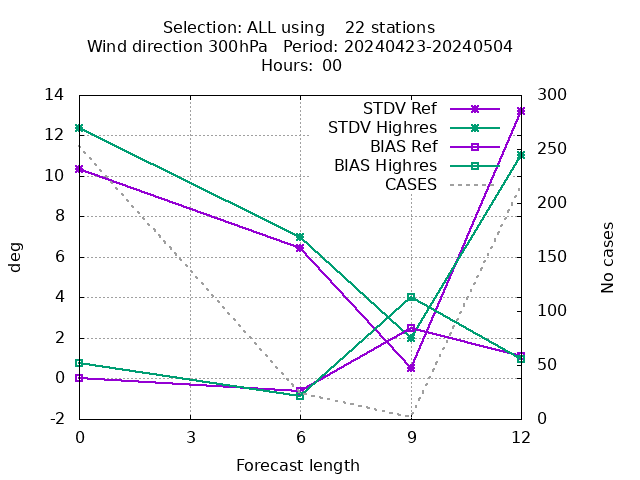 Selection: ALL using    22 stations
Wind direction 300hPa   Period: 20240423-20240504
Hours: 00
14
12
10
8
6
4
2
0
-2
300
250
200
150
100
50
0
STDV Ref
STDV Highres
BIAS Ref
BIAS Highres
CASES
deg
No cases
0 3 6 9 12
Forecast length